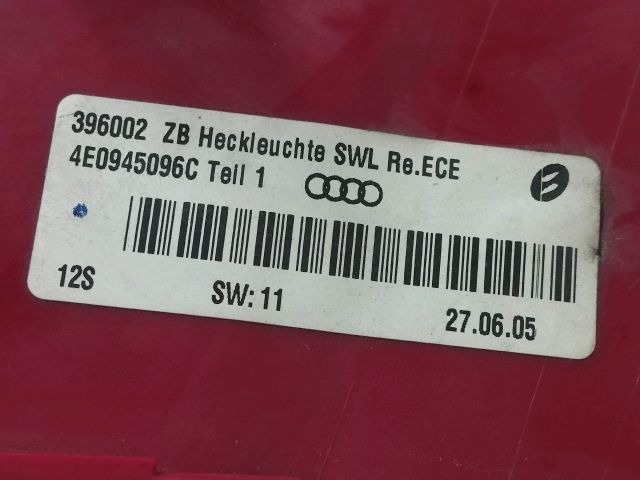 396002 ZB Heckleuchte SWL Re.ECE
4E0945096C Teil 1
12S
SW: 11
27.06.05